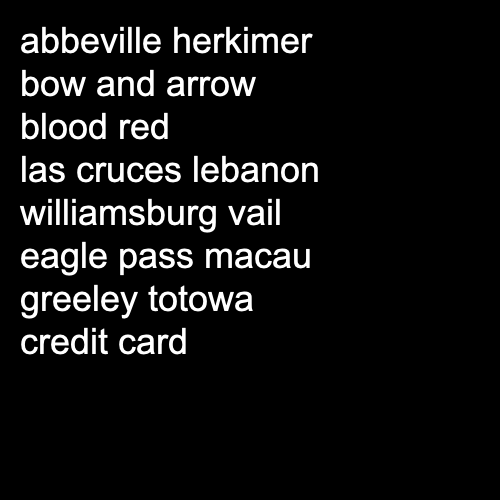 abbeville herkimer
bow and arrow
blood red
las cruces lebanon
williamsburg vail
eagle pass macau
greeley totowa
credit card